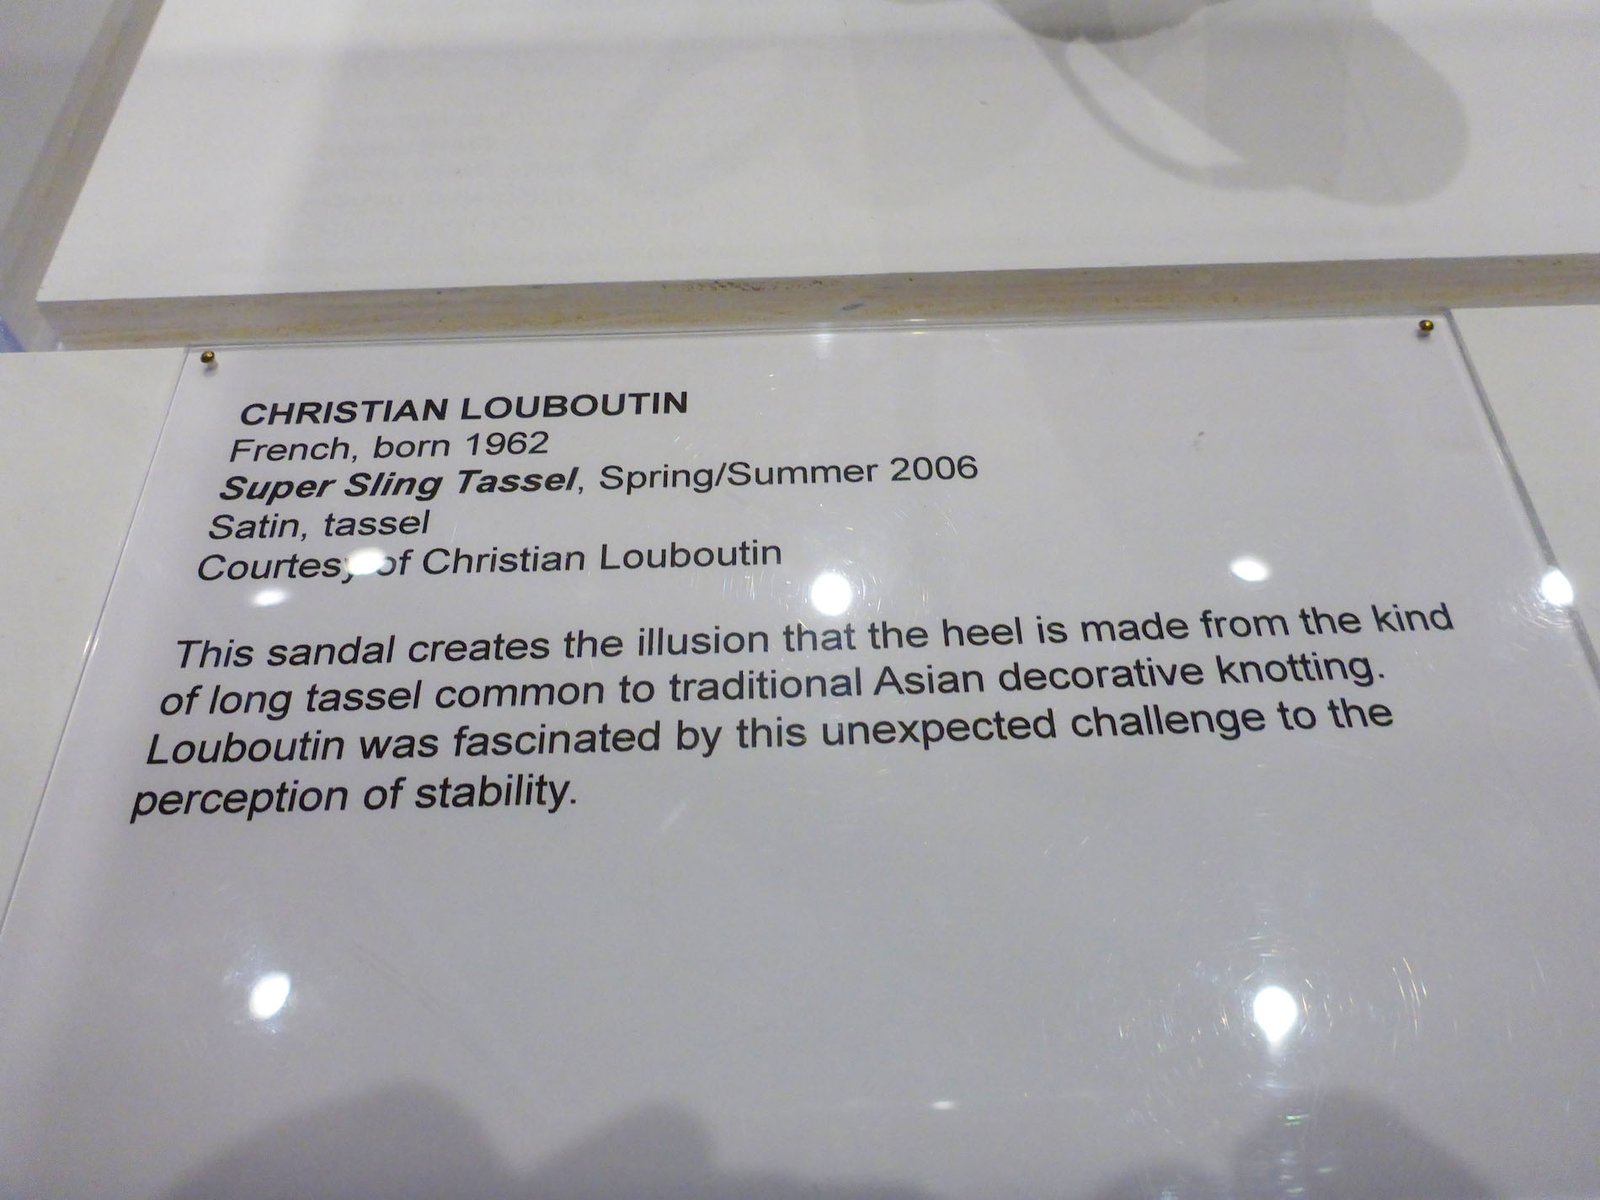 CHRISTIAN LOUBOUTIN
French, born 1962
Super Sling Tassel, Spring/Summer 2006
Satin, tassel
Courtesy of Christian Louboutin
This sandal creates the illusion that the heel is made from the kind
of long tassel common to traditional Asian decorative knotting.
Louboutin was fascinated by this unexpected challenge to the
perception of stability.